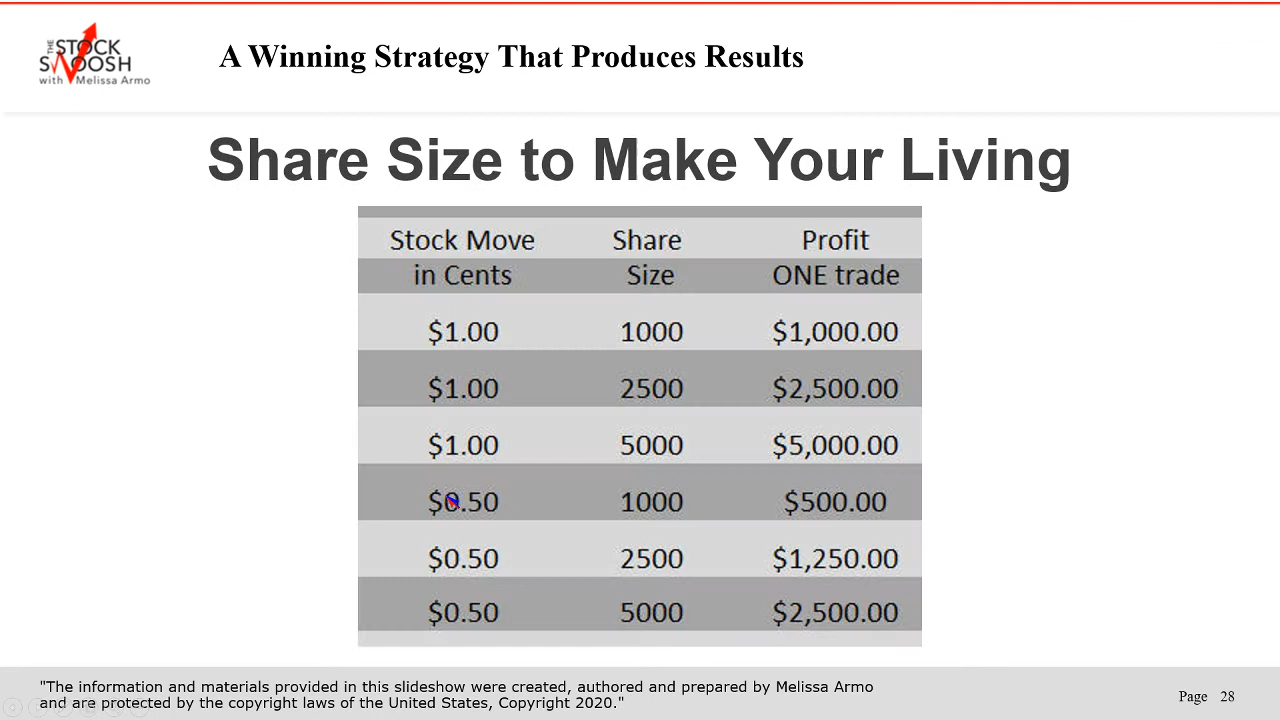 THE STOCK
SWOOSH
with Melissa Armo
A Winning Strategy That Produces Results
Share Size to Make Your Living
Stock Move Share Profit
in Cents Size ONE trade
$1.00 1000 $1,000.00
$1.00 2500 $2,500.00
$1.00 5000 $5,000.00
$0.50 1000 $500.00
$0.50 2500 $1,250.00
$0.50 5000 $2,500.00
"The information and materials provided in this slideshow were created, authored and prepared by Melissa Armo
and are protected by the copyright laws of the United States, Copyright 2020."
Page 28